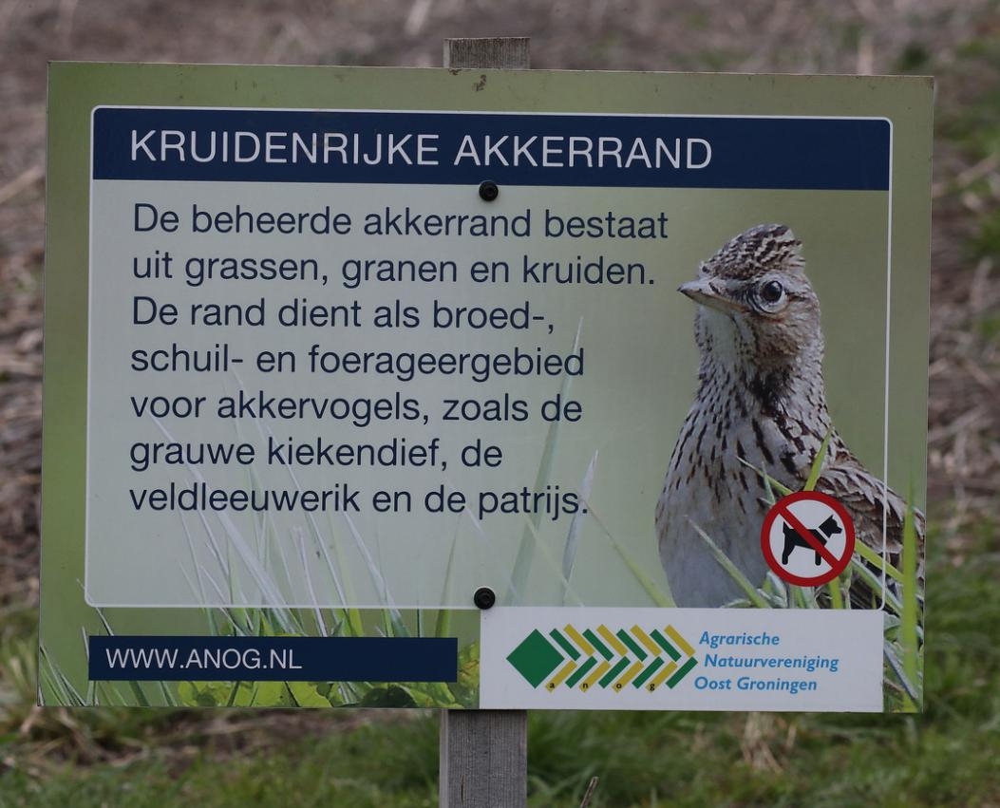 KRUIDENRIJKE AKKERRAND
De beheerde akkerrand bestaat
uit grassen, granen en kruiden.
De rand dient als broed-,
schuil- en foerageergebied
voor akkervogels, zoals de
grauwe kiekendief, de
veldleeuwerik en de patrijs.
WWW.ANOG.NL
a n o g
Agrarische
Natuurvereniging
Oost Groningen